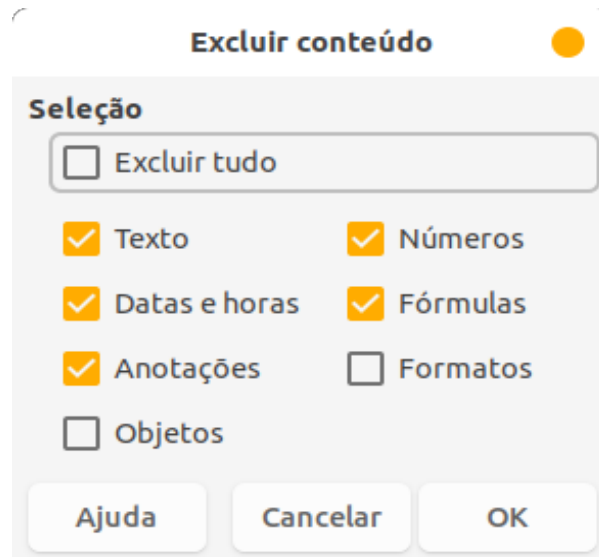 Excluir conteúdo
Seleção
Excluir tudo
Texto Números
Datas e horas Fórmulas
Anotações Formatos
Objetos
Ajuda Cancelar OK